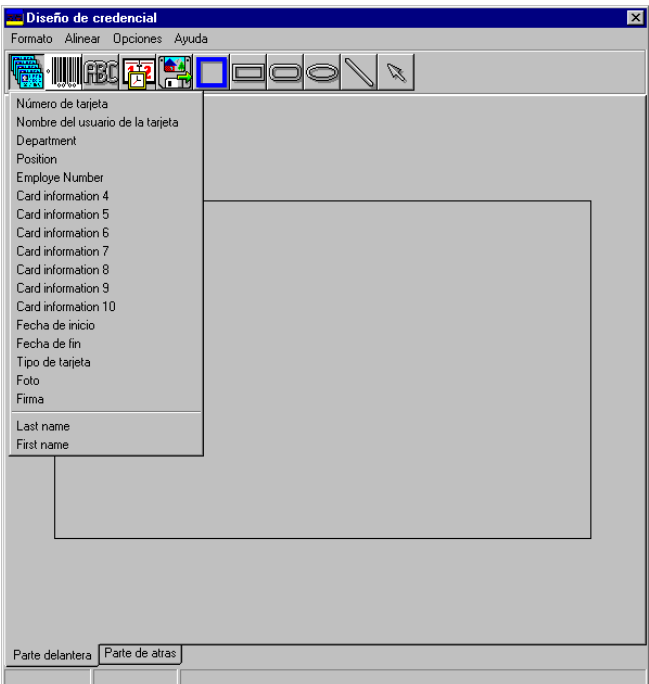 Diseño de credencial
Formato Alinear Opciones Ayuda
ABC 12
Número de tarjeta
Nombre del usuario de la tarjeta
Department
Position
Employe Number
Card information 4
Card information 5
Card information 6
Card information 7
Card information 8
Card information 9
Card information 10
Fecha de inicio
Fecha de fin
Tipo de tarjeta
Foto
Firma
Last name
First name
Parte delantera Parte de atras